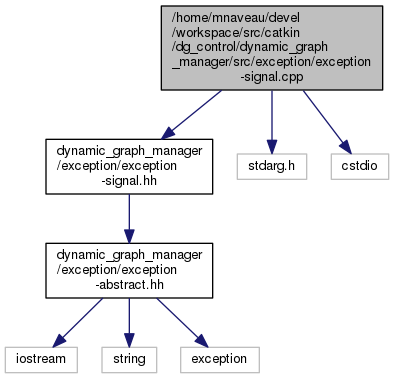 /home/mnaveau/devel
/workspace/src/catkin
/dg_control/dynamic_graph
_manager/src/exception/exception
-signal.cpp
dynamic_graph_manager
/exception/exception
-signal.hh
stdarg.h
cstdio
dynamic_graph_manager
/exception/exception
-abstract.hh
iostream
string
exception